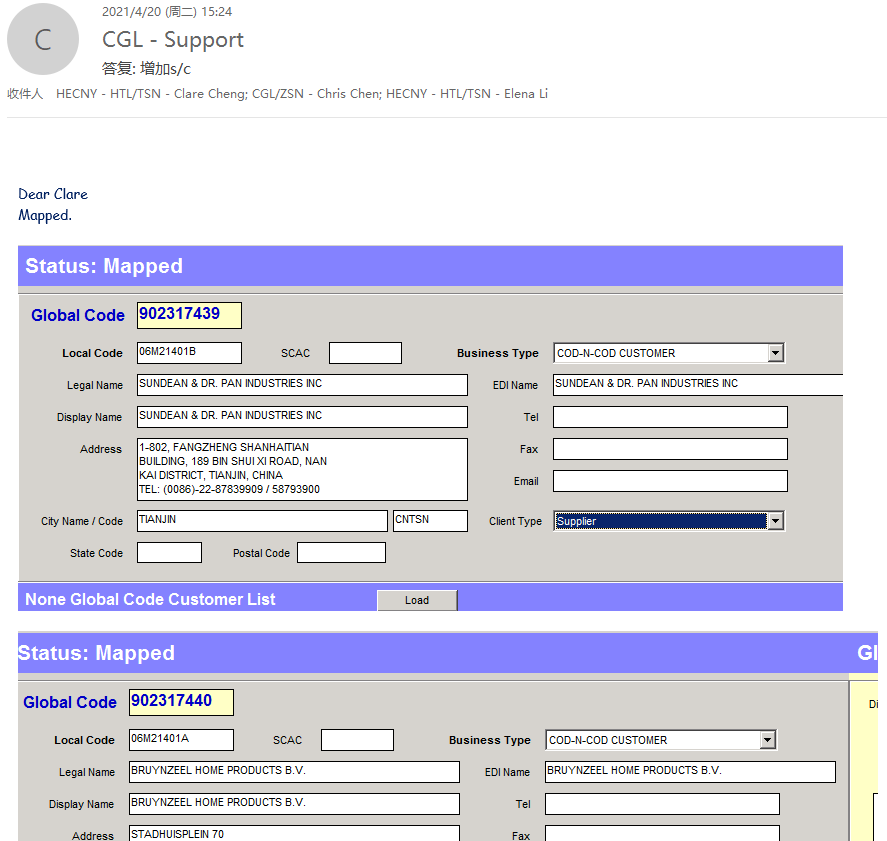 C
2021/4/20 (周二) 15:24
CGL - Support
答复: 增加s/c
收件人 HECNY - HTL/TSN - Clare Cheng; CGL/ZSN - Chris Chen; HECNY - HTL/TSN - Elena Li
Dear Clare
Mapped.
Status: Mapped
Global Code 902317439
Local Code 06M21401B SCAC Business Type COD-N-COD CUSTOMER
Legal Name SUNDEAN & DR. PAN INDUSTRIES INC EDI Name SUNDEAN & DR. PAN INDUSTRIES INC
Display Name SUNDEAN & DR. PAN INDUSTRIES INC Tel
Address 1-802, FANGZHENG SHANHAITIAN Fax
BUILDING, 189 BIN SHUI XI ROAD, NAN
KAI DISTRICT, TIANJIN, CHINA Email
TEL: (0086)-22-87839909 / 58793900
City Name / Code TIANJIN CNTSN Client Type Supplier
State Code Postal Code
None Global Code Customer List Load
Status: Mapped Gl
Global Code 902317440 Di
Local Code 06M21401A SCAC Business Type COD-N-COD CUSTOMER
Legal Name BRUYNZEEL HOME PRODUCTS B.V. EDI Name BRUYNZEEL HOME PRODUCTS B.V.
Display Name BRUYNZEEL HOME PRODUCTS B.V. Tel
Address STADHUISPLEIN 70 Fax